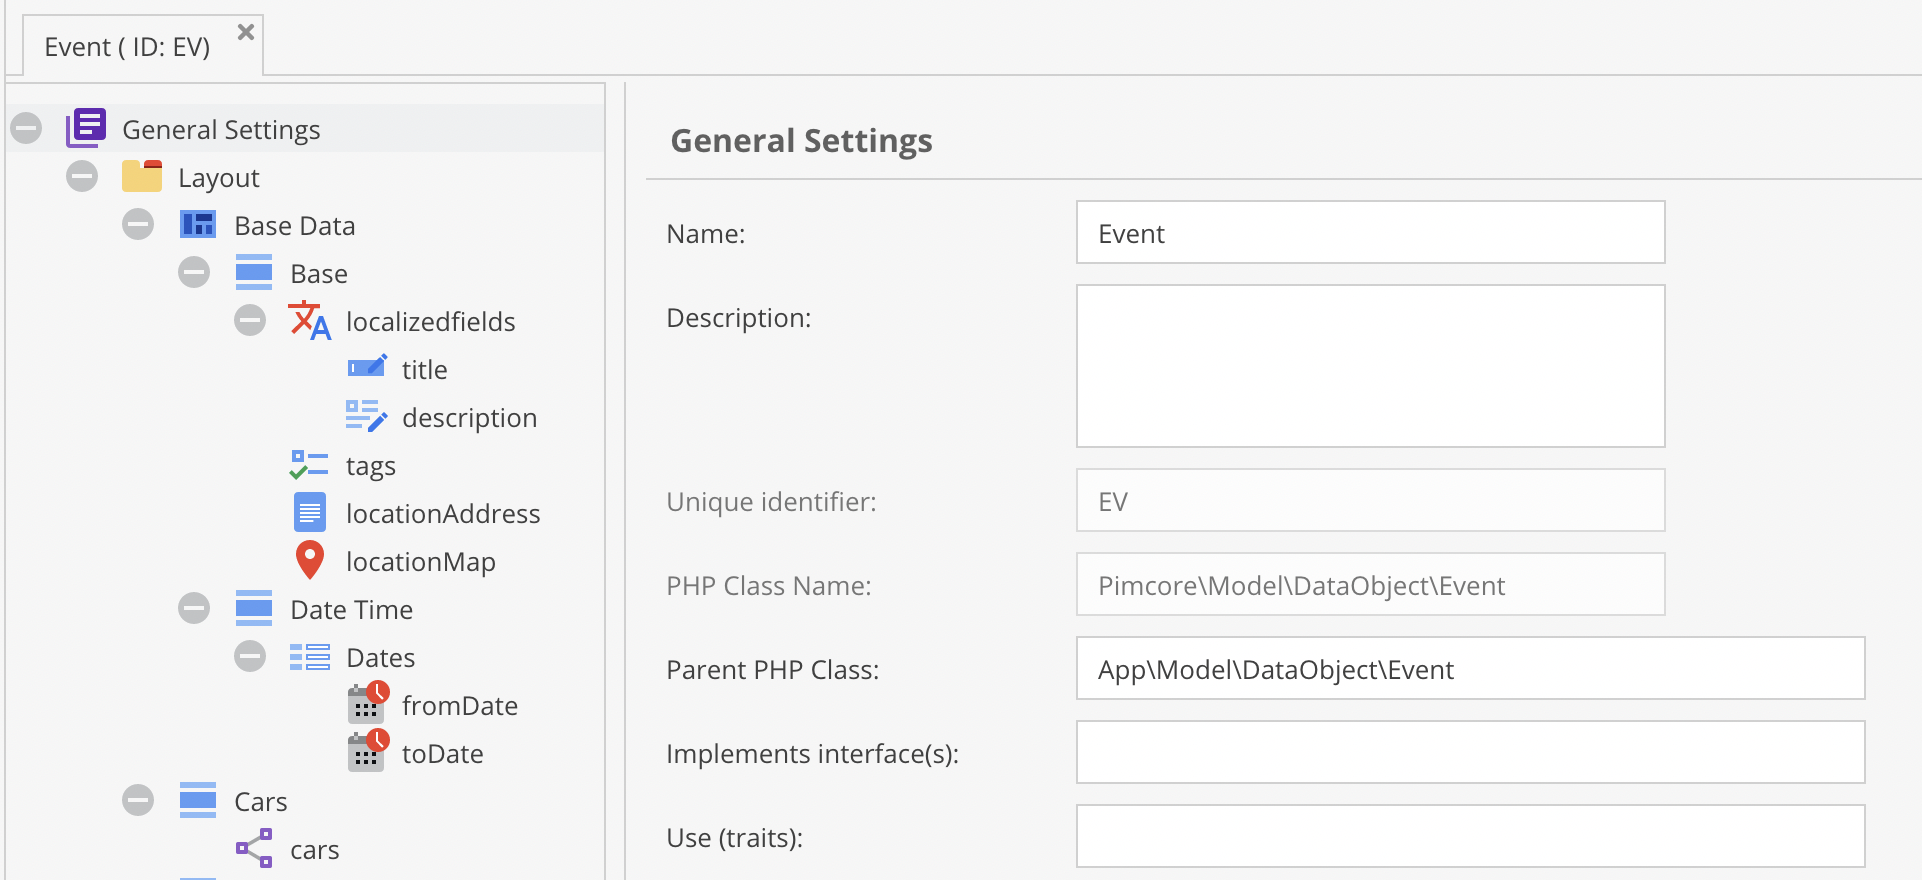 Event ( ID: EV)
General Settings
Layout
Base Data
Base
localizedfields
title
description
tags
locationAddress
locationMap
Date Time
Dates
fromDate
toDate
Cars
cars
General Settings
Name:
Event
Description:
Unique identifier:
EV
PHP Class Name:
Pimcore\Model\DataObject\Event
Parent PHP Class:
App\Model\DataObject\Event
Implements interface(s):
Use (traits):